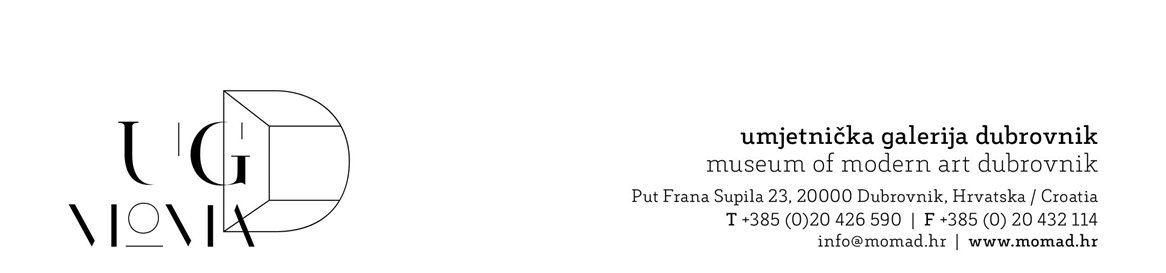 UGD
MOMA
umjetnička galerija dubrovnik
museum of modern art dubrovnik
Put Frana Supila 23, 20000 Dubrovnik, Hrvatska / Croatia
T +385 (0)20 426 590 | F +385 (0) 20 432 114
info@momad.hr | www.momad.hr